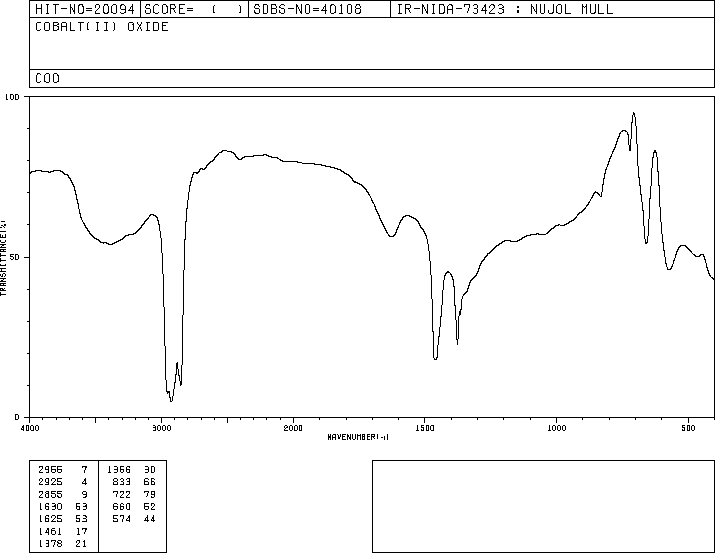 HIT-NO=20094 SCORE= ( ) SDBS-NO=40108 IR-NIDA-73423 : NUJOL MULL
COBALT(II) OXIDE
COO
100
TRANSMITTANCE(%)
50
0
4000 3000 2000 1500 1000 500
WAVENUMBER(-1)
2955 7 1366 30
2925 4 833 66
2855 9 722 79
1630 53 660 52
1625 53 574 44
1461 17
1378 21